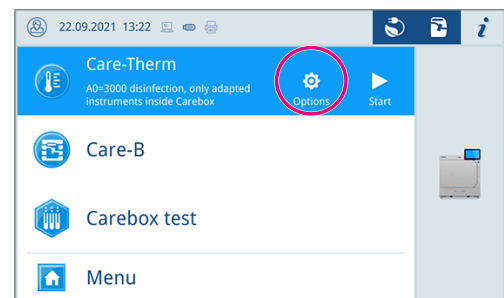 22.09.2021 13:22
i
Care-Therm
A0=3000 disinfection, only adapted
instruments inside Carebox
Options
Start
Care-B
Carebox test
Menu